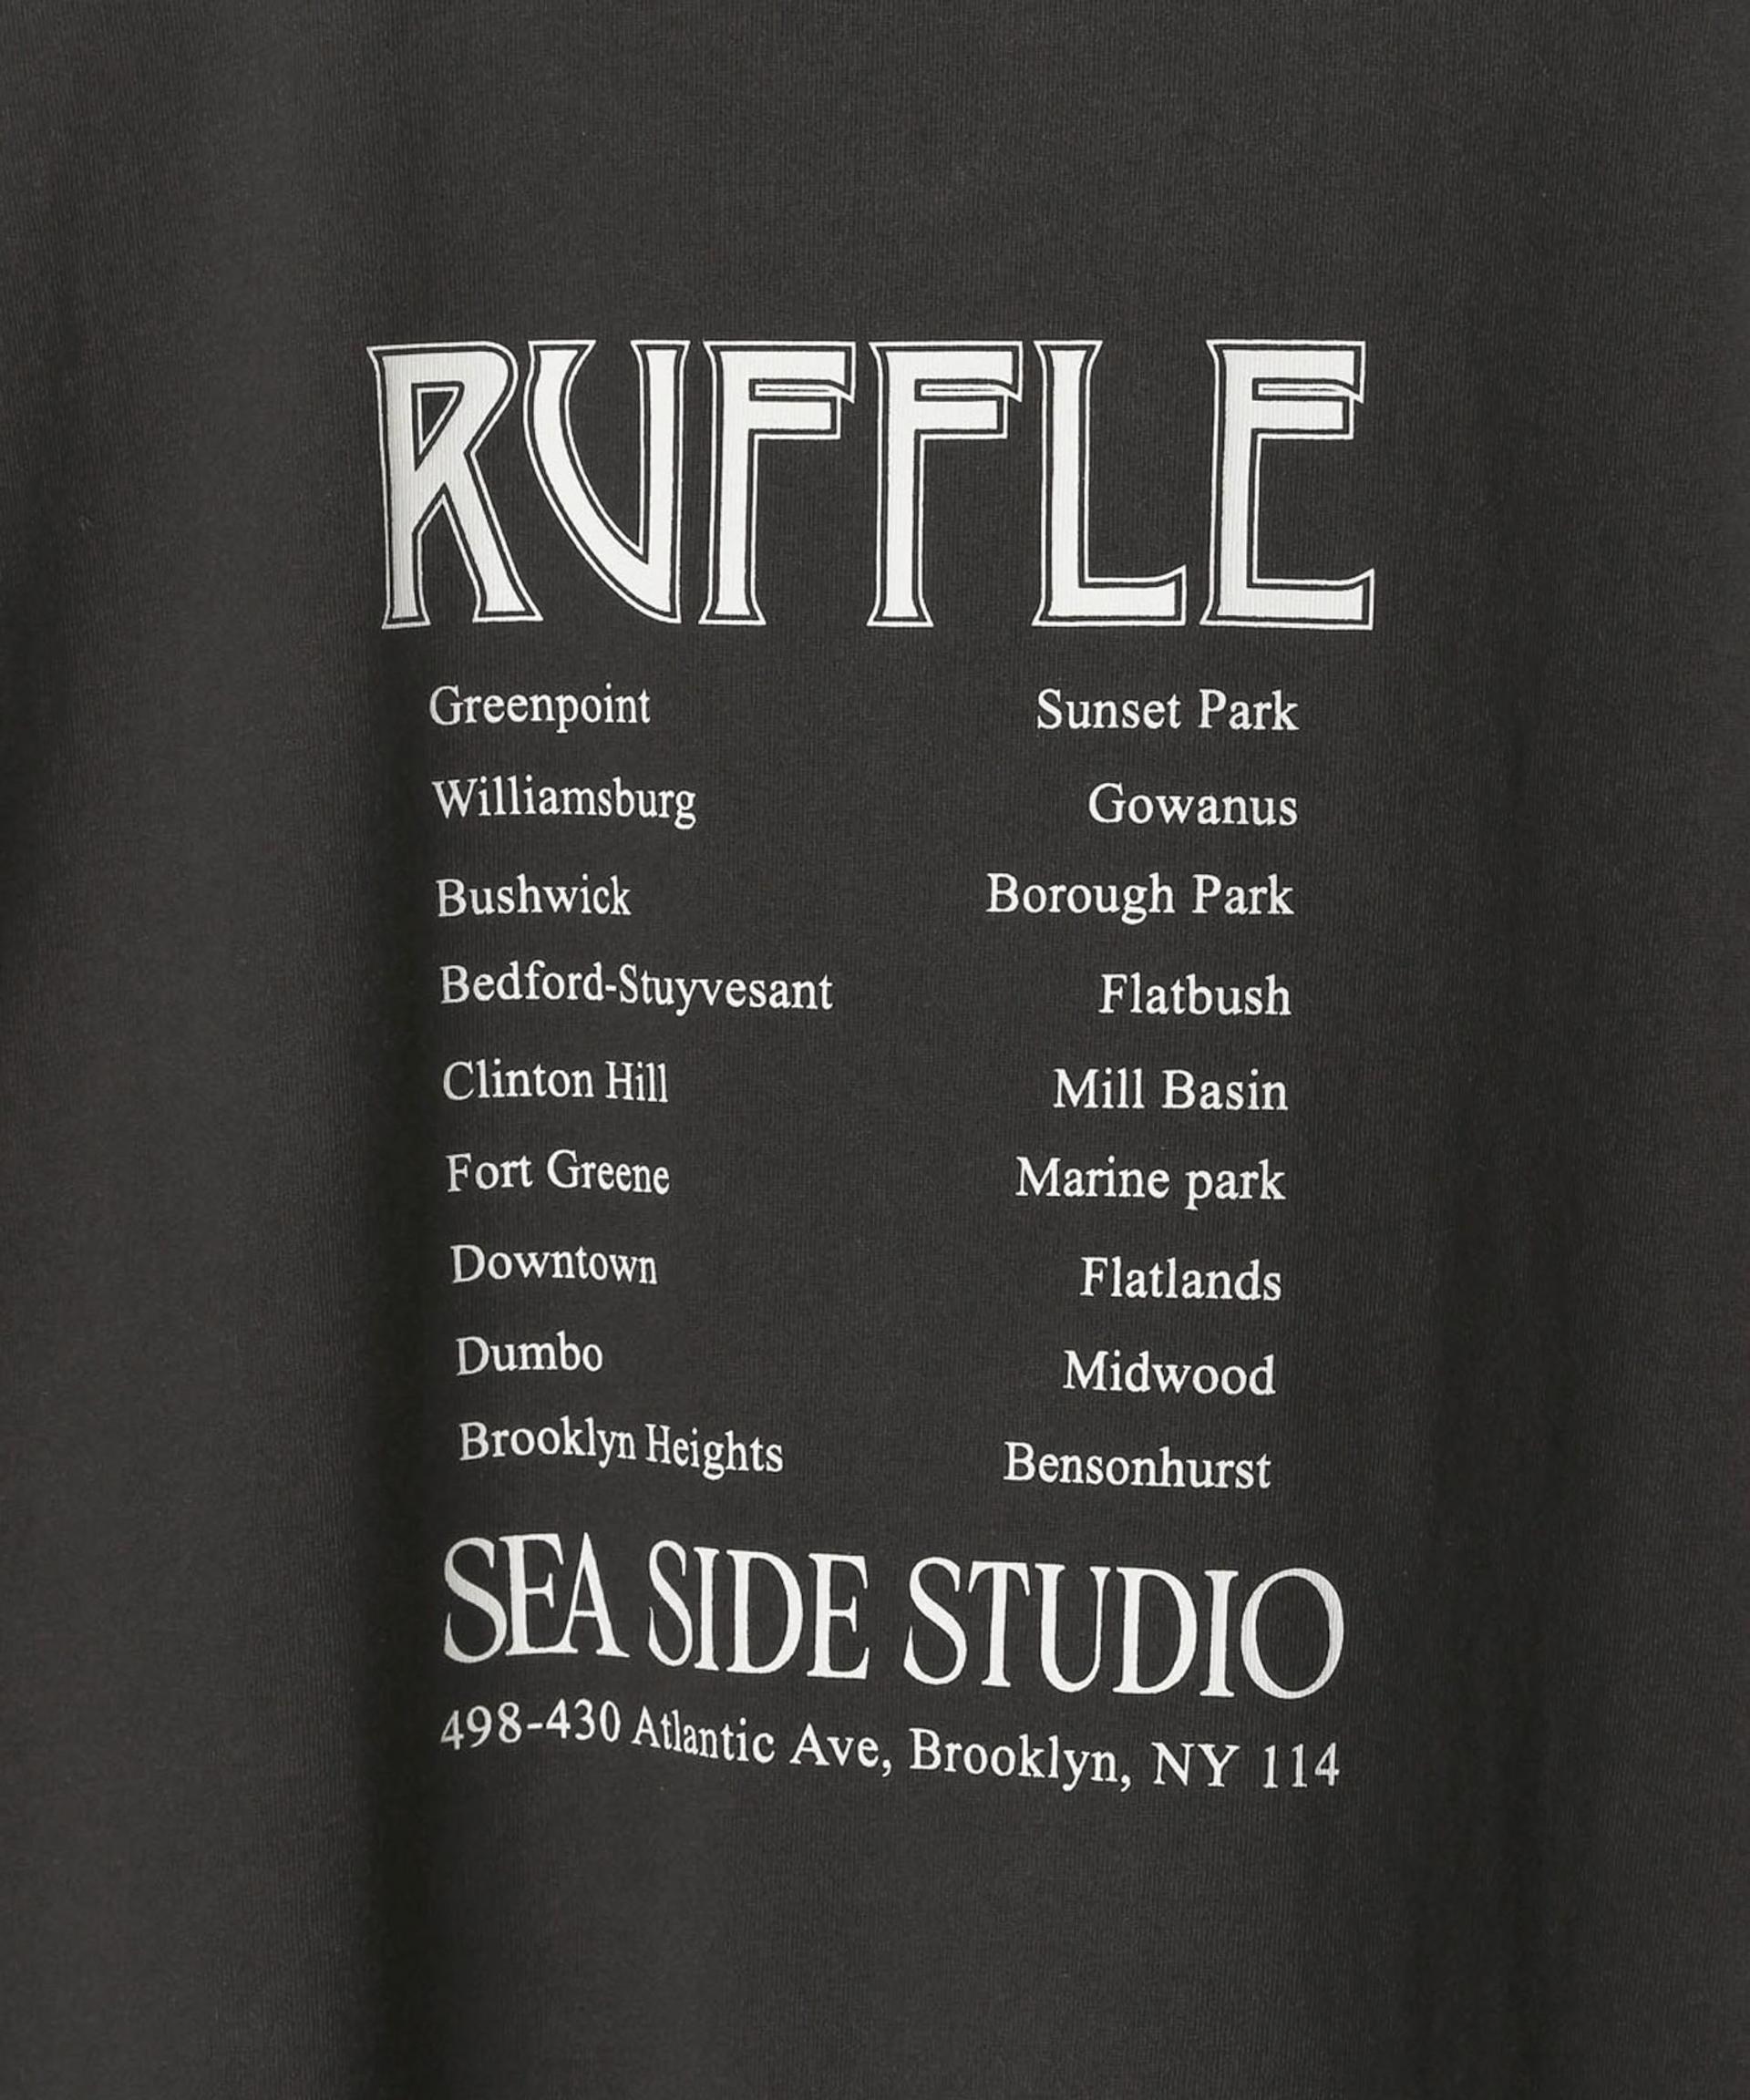 RUFFLE
Greenpoint Sunset Park
Williamsburg Gowanus
Bushwick Borough Park
Bedford-Stuyvesant Flatbush
Clinton Hill Mill Basin
Fort Greene Marine park
Downtown Flatlands
Dumbo Midwood
Brooklyn Heights Bensonhurst
SEA SIDE STUDIO
498-430 Atlantic Ave, Brooklyn, NY 114